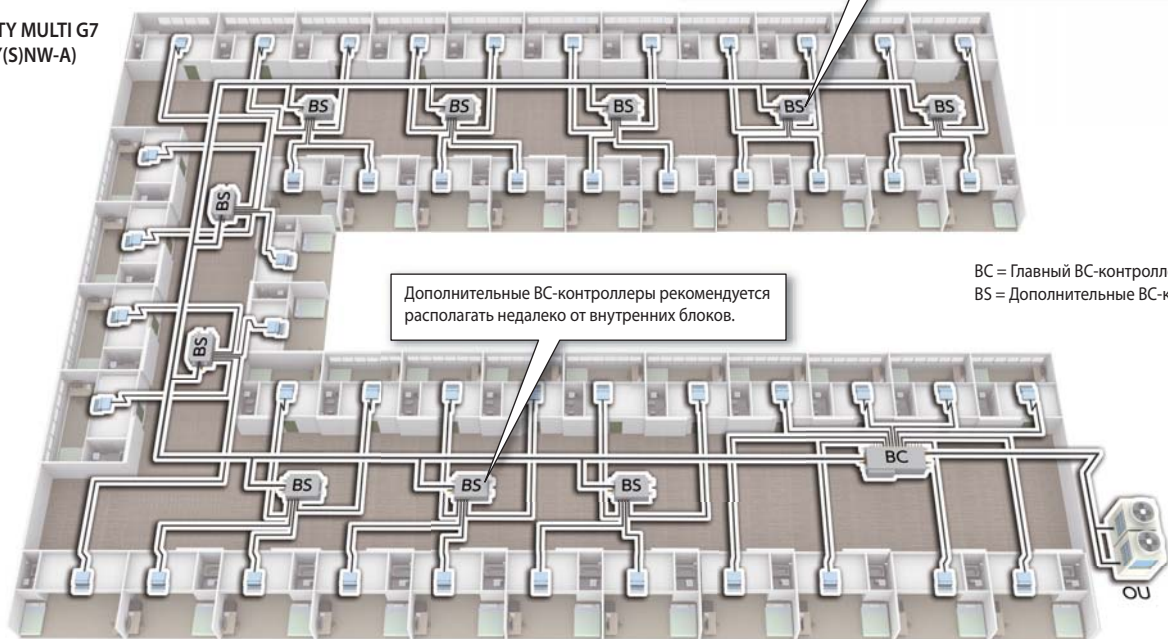 TY MULTI G7
(S)NW-A)
BS BS BS BS BS
BS
BC = Главный BC-контролл
BS = Дополнительные BC-к
Дополнительные BC-контроллеры рекомендуется
располагать недалеко от внутренних блоков.
BS
BS BS BS BC
OU